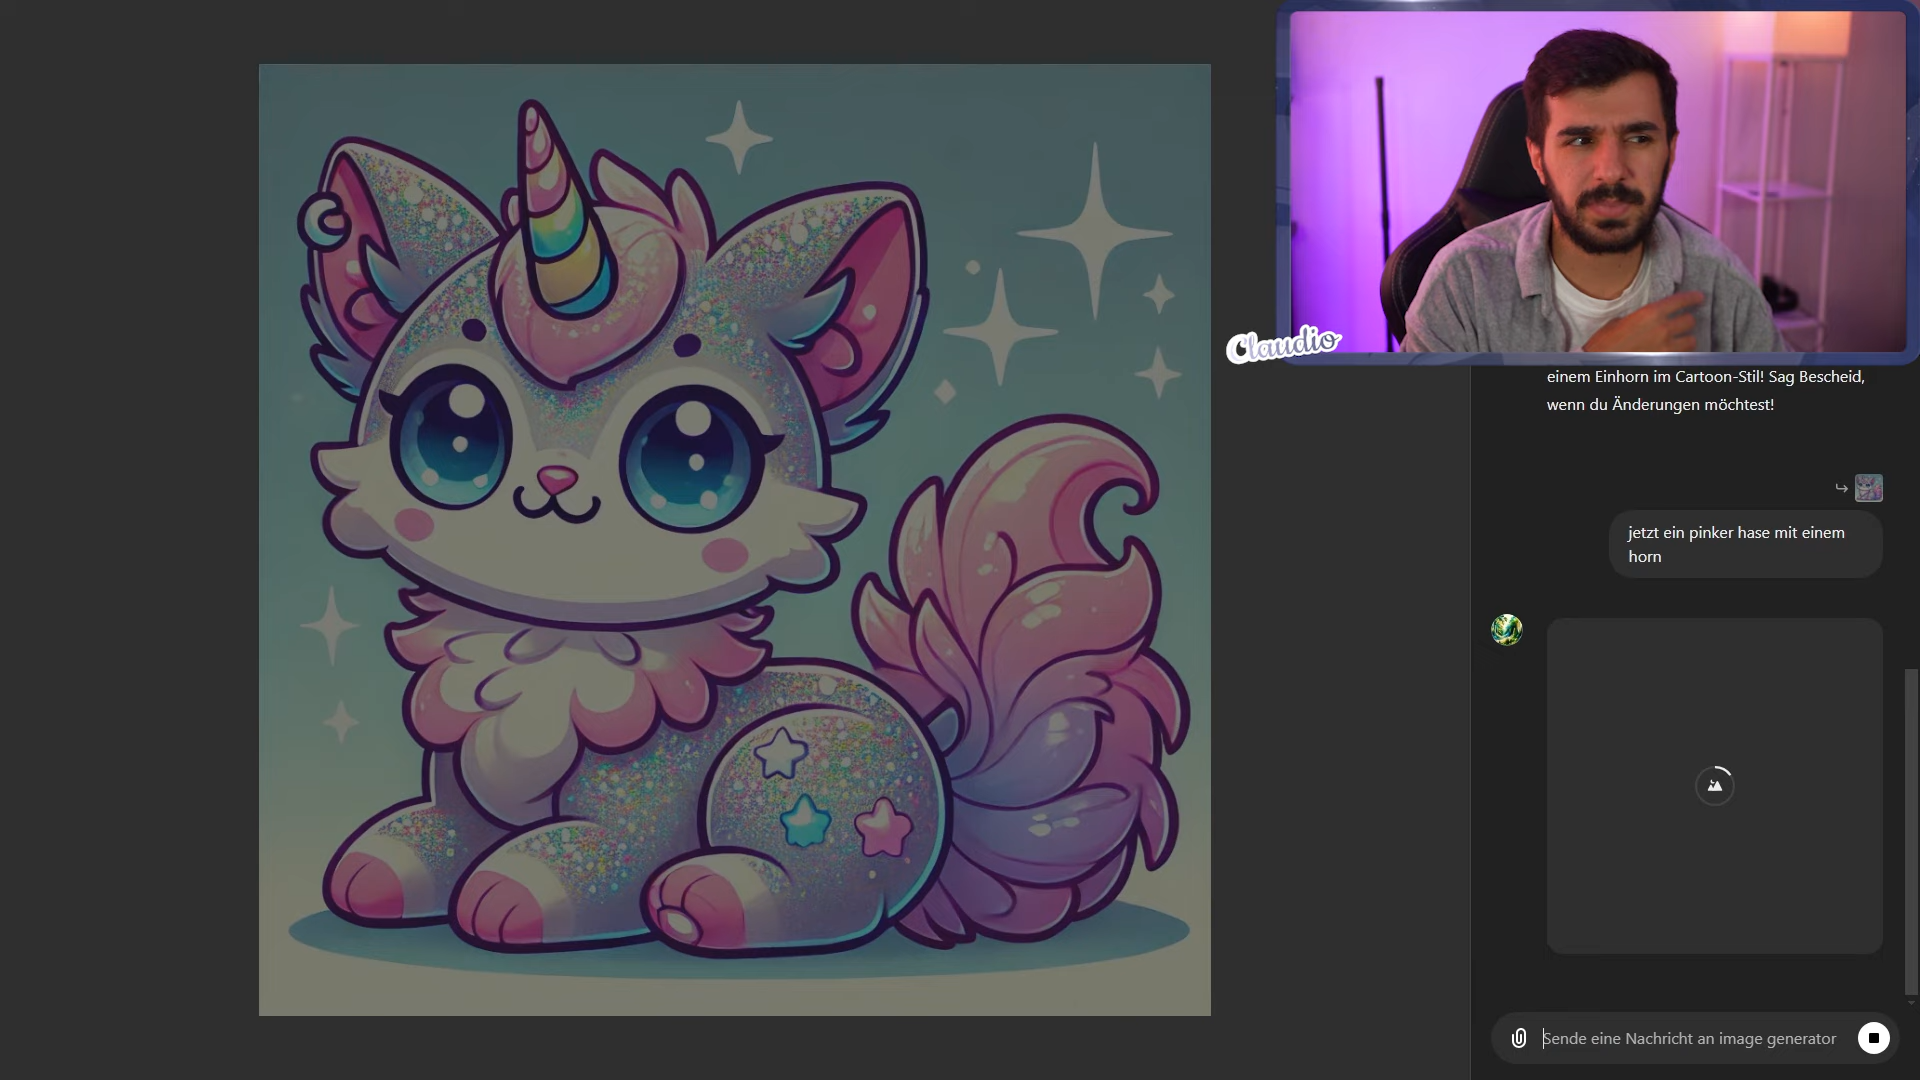 Claudio
einem Einhorn im Cartoon-Stil! Sag Bescheid,
wenn du Änderungen möchtest!
jetzt ein pinker hase mit einem
horn
Sende eine Nachricht an image generator